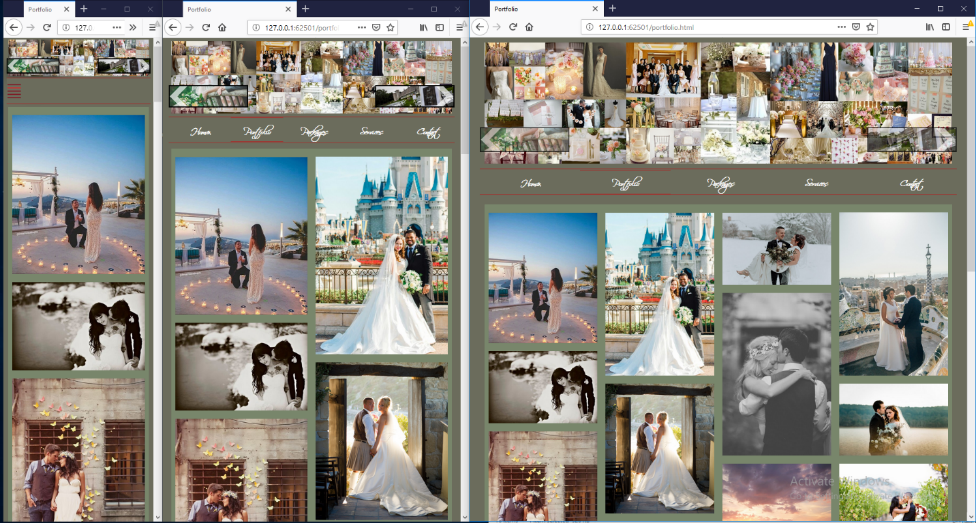 Portfolio
Portfolio
Portfolio
127.0
127.0.0.1:62501/portfo
127.0.0.1:62501/portfolio.html
Home Portfolio Packages Services Contact
Home Portfolio Packages Services Contact
Activate Windows